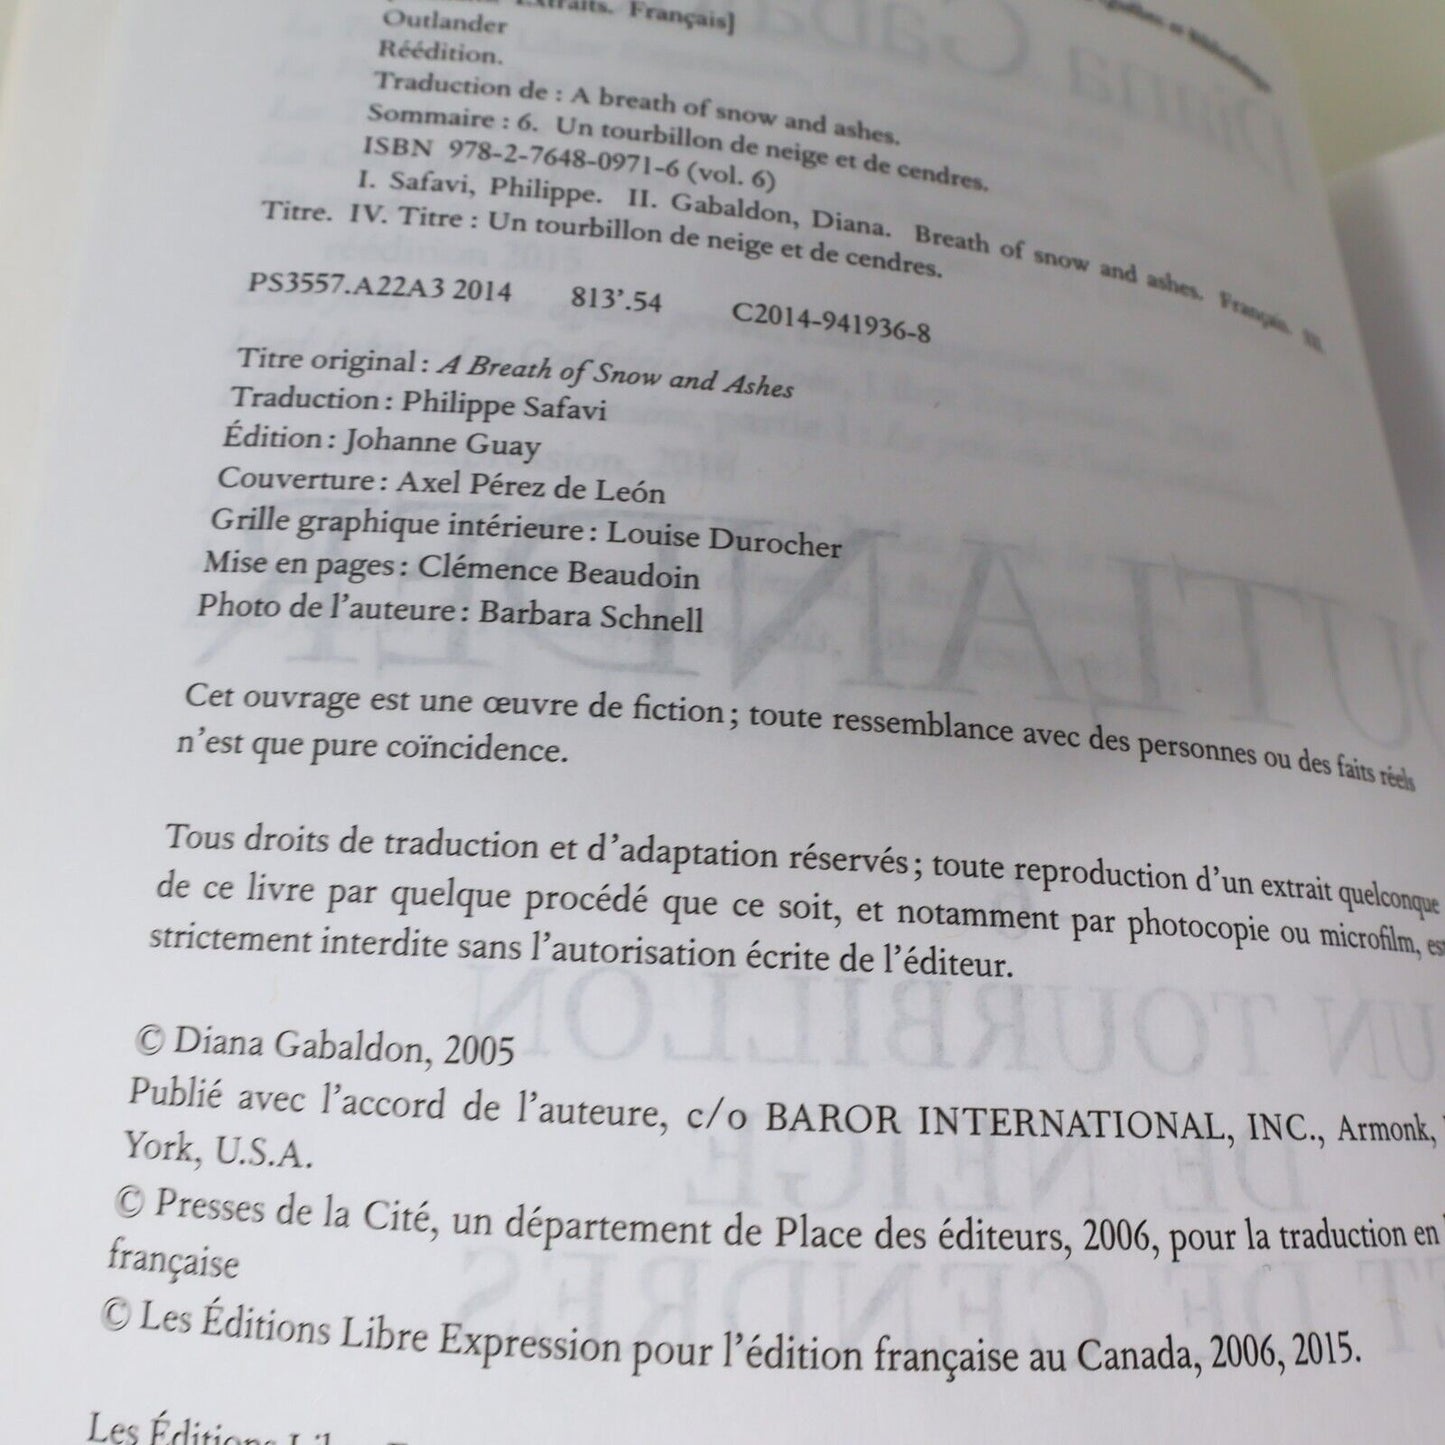 Extraits. Français]
Outlander
Réédition.
Traduction de : A breath of snow and ashes.
Sommaire : 6. Un tourbillon de neige et de cendres.
ISBN 978-2-7648-0971-6 (vol. 6)
I. Safavi, Philippe. II. Gabaldon, Diana. Breath of snow and ashes. Français. III.
Titre. IV. Titre : Un tourbillon de neige et de cendres.
PS3557.A22A3 2014 813’.54 C2014-941936-8
Titre original : A Breath of Snow and Ashes
Traduction : Philippe Safavi
Édition : Johanne Guay
Couverture : Axel Pérez de León
Grille graphique intérieure : Louise Durocher
Mise en pages : Clémence Beaudoin
Photo de l’auteure : Barbara Schnell
Cet ouvrage est une œuvre de fiction ; toute ressemblance avec des personnes ou des faits réels
n’est que pure coïncidence.
Tous droits de traduction et d’adaptation réservés ; toute reproduction d’un extrait quelconque
de ce livre par quelque procédé que ce soit, et notamment par photocopie ou microfilm, es
strictement interdite sans l’autorisation écrite de l’éditeur.
© Diana Gabaldon, 2005
Publié avec l’accord de l’auteure, c/o BAROR INTERNATIONAL, INC., Armonk,
York, U.S.A.
© Presses de la Cité, un département de Place des éditeurs, 2006, pour la traduction en
française
© Les Éditions Libre Expression pour l’édition française au Canada, 2006, 2015.
Les Éditions